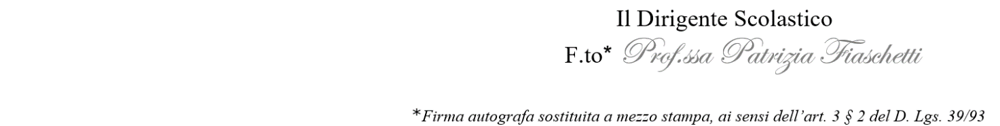 Il Dirigente Scolastico
F.to* Prof.ssa Patrizia Fiaschetti
*Firma autografa sostituita a mezzo stampa, ai sensi dell’art. 3 § 2 del D. Lgs. 39/93